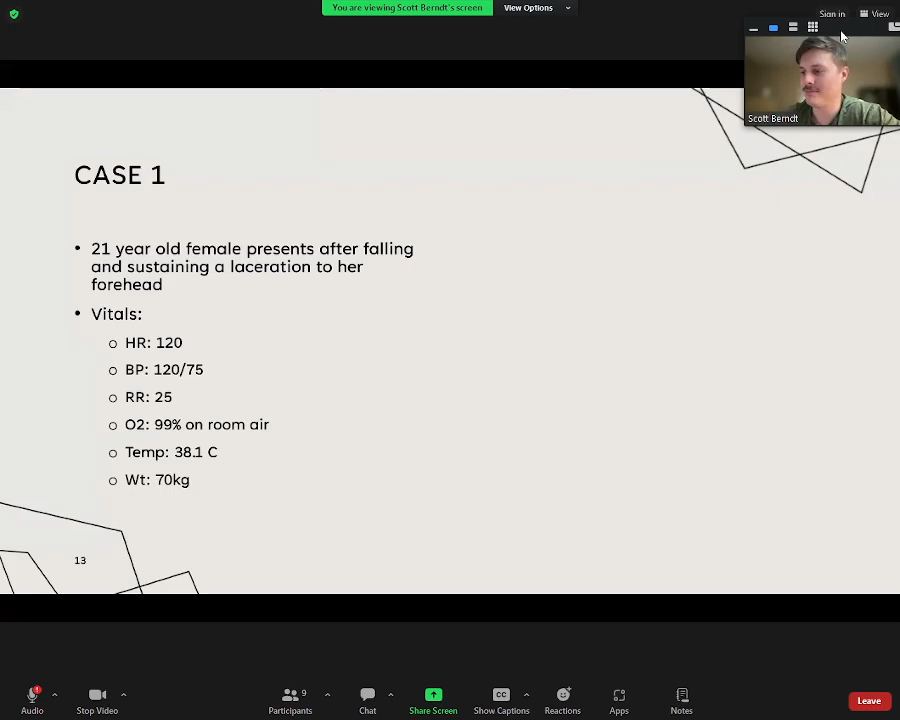 You are viewing Scott Berndt's screen
View Options
Sign in
View
Scott Berndt
CASE 1
• 21 year old female presents after falling
and sustaining a laceration to her
forehead
• Vitals:
o HR: 120
o BP: 120/75
o RR: 25
o O2: 99% on room air
o Temp: 38.1 C
o Wt: 70kg
13
Audio
Stop Video
9
Participants
Chat
Share Screen
CC
Show Captions
Reactions
Apps
Notes
Leave